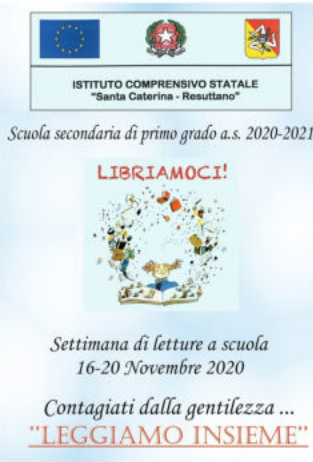 ISTITUTO COMPRENSIVO STATALE
"Santa Caterina - Resuttano"
Scuola secondaria di primo grado a.s. 2020-2021
LIBRIAMOCI!
Settimana di letture a scuola
16-20 Novembre 2020
Contagiati dalla gentilezza ...
"LEGGIAMO INSIEME"